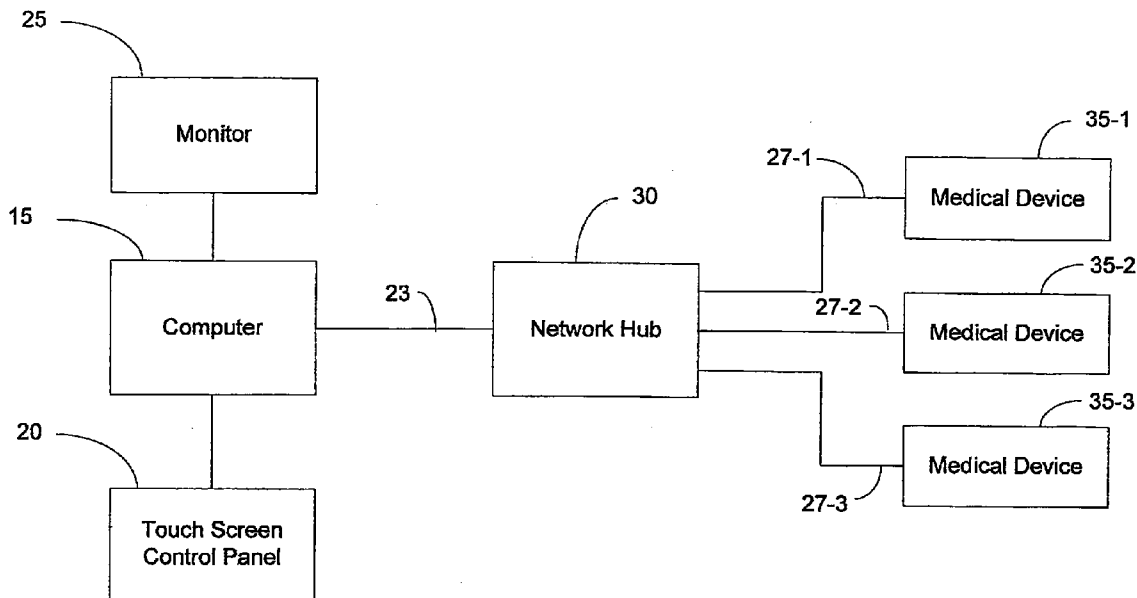 25
Monitor
15
Computer
23
30
Network Hub
20
Touch Screen
Control Panel
27-1
35-1
Medical Device
27-2
35-2
Medical Device
35-3
Medical Device
27-3